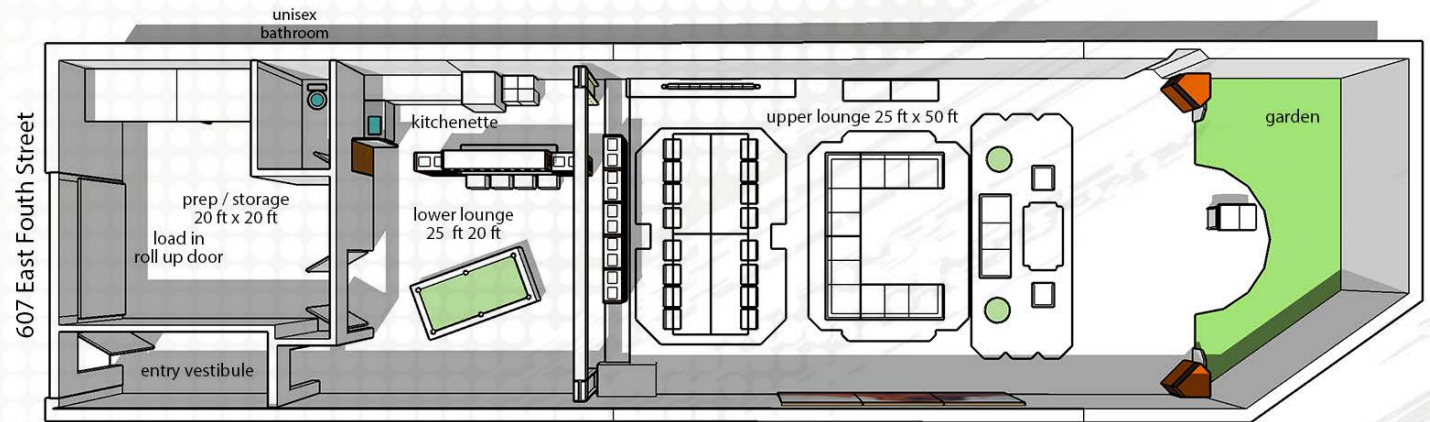 unisex
bathroom
607 East Fouth Street
kitchenette
upper lounge 25 ft x 50 ft
garden
prep / storage
20 ft x 20 ft
load in
roll up door
lower lounge
25  ft 20 ft
entry vestibule